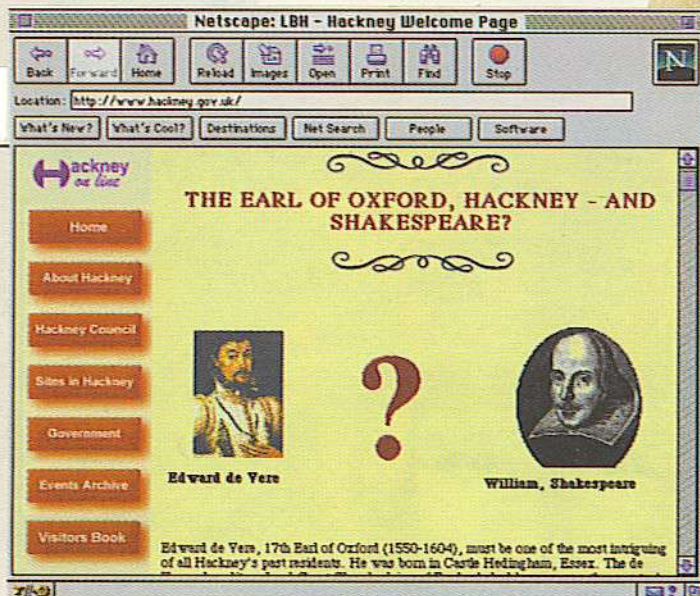 Netscape: LBH - Hackney Welcome Page
Back Forward Home Reload Images Open Print Find Stop
N
Location: http://www.hackney.gov.uk/
What's New? What's Cool? Destinations Net Search People Software
Hackney
on line
THE EARL OF OXFORD, HACKNEY - AND
SHAKESPEARE?
Home
About Hackney
Hackney Council
Sites in Hackney
Government
Events Archive
Visitors Book
?
Edward de Vere
William, Shakespeare
Edward de Vere, 17th Earl of Oxford (1550-1604), must be one of the most intriguing
of all Hackney's past residents. He was born in Castle Hedingham, Essex. The de